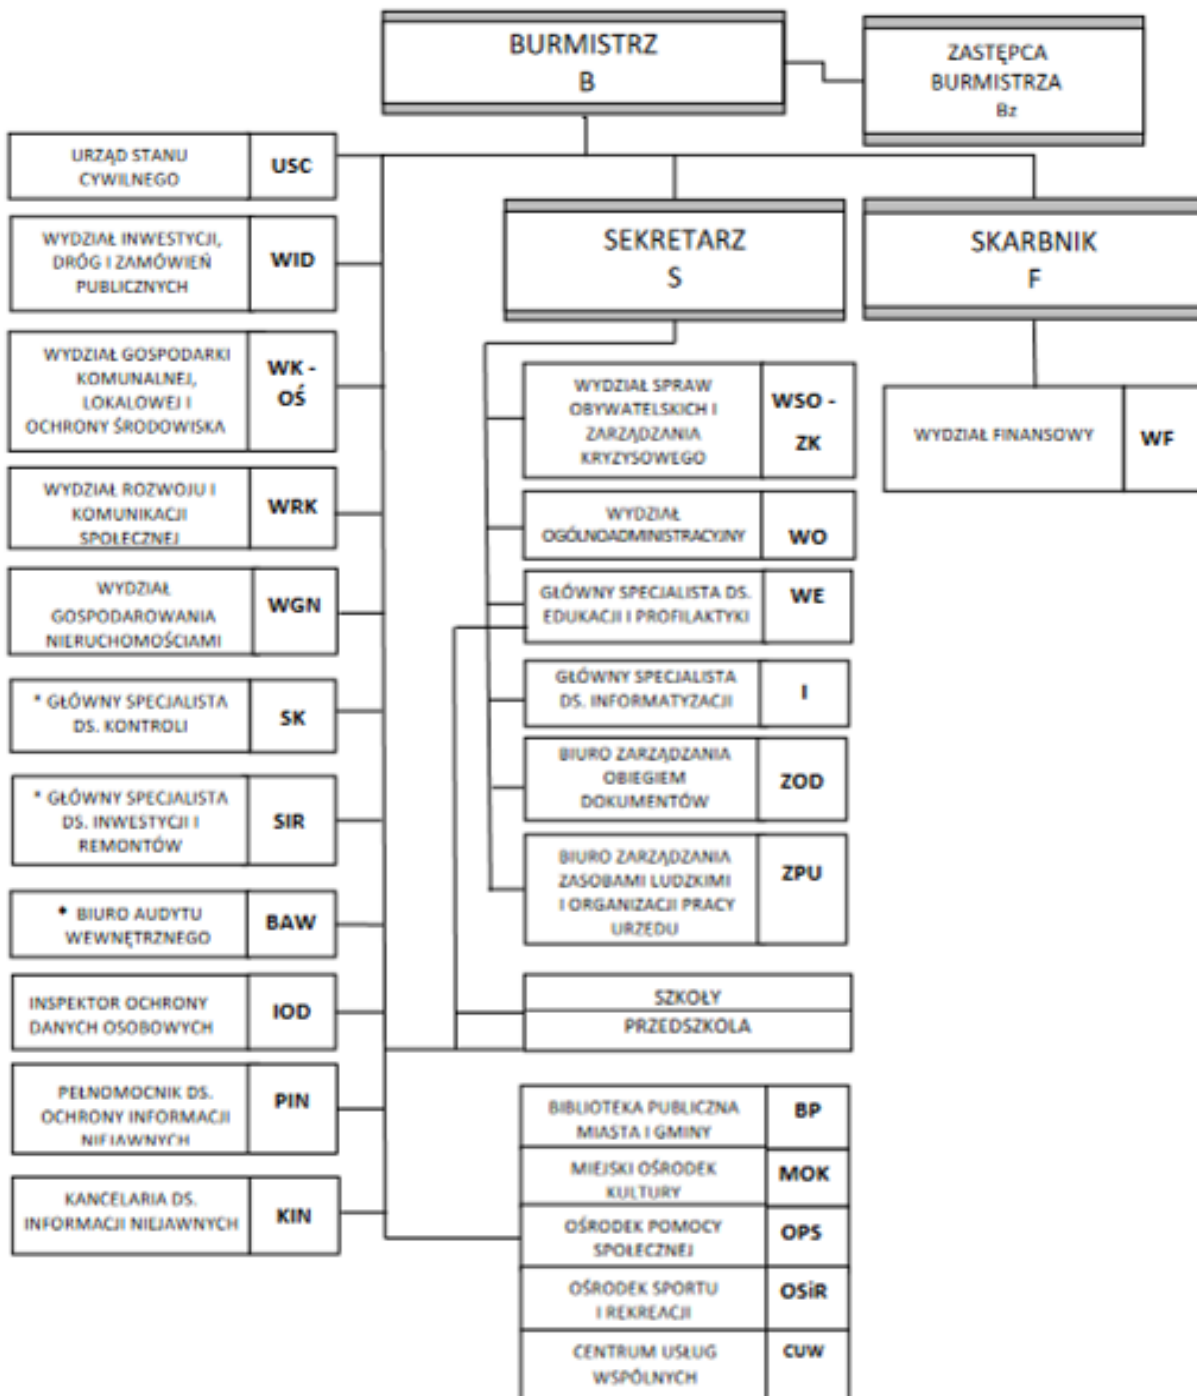 BURMISTRZ
B
ZASTĘPCA
BURMISTRZA
Bz
URZĄD STANU
CYWILNEGO
USC
WYDZIAŁ INWESTYCJI,
DRÓG I ZAMÓWIEŃ
PUBLICZNYCH
WID
WYDZIAŁ GOSPODARKI
KOMUNALNEJ,
LOKALOWEJ I
OCHRONY ŚRODOWISKA
WK -
OŚ
WYDZIAŁ ROZWOJU I
KOMUNIKACJI
SPOŁECZNEJ
WRK
WYDZIAŁ
GOSPODAROWANIA
NIERUCHOMOŚCIAMI
WGN
* GŁÓWNY SPECJALISTA
DS. KONTROLI
SK
* GŁÓWNY SPECJALISTA
DS. INWESTYCJI I
REMONTÓW
SIR
* BIURO AUDYTU
WEWNĘTRZNEGO
BAW
INSPEKTOR OCHRONY
DANYCH OSOBOWYCH
IOD
PEŁNOMOCNIK DS.
OCHRONY INFORMACJI
NIEJAWNYCH
PIN
KANCELARIA DS.
INFORMACJI NIEJAWNYCH
KIN
SEKRETARZ
S
WYDZIAŁ SPRAW
OBYWATELSKICH I
ZARZĄDZANIA
KRYZYSOWEGO
WSO -
ZK
WYDZIAŁ
OGÓLNOADMINISTRACYJNY
WO
GŁÓWNY SPECJALISTA DS.
EDUKACJI I PROFILAKTYKI
WE
GŁÓWNY SPECJALISTA
DS. INFORMATYZACJI
I
BIURO ZARZĄDZANIA
OBIEGIEM
DOKUMENTÓW
ZOD
BIURO ZARZĄDZANIA
ZASOBAMI LUDZKIMI
I ORGANIZACJI PRACY
URZĘDU
ZPU
SZKOŁY
PRZEDSZKOLA
BIBLIOTEKA PUBLICZNA
MIASTA I GMINY
BP
MIEJSKI OŚRODEK
KULTURY
MOK
OŚRODEK POMOCY
SPOŁECZNEJ
OPS
OŚRODEK SPORTU
I REKREACJI
OSiR
CENTRUM USŁUG
WSPÓLNYCH
CUW
SKARBNIK
F
WYDZIAŁ FINANSOWY
WF